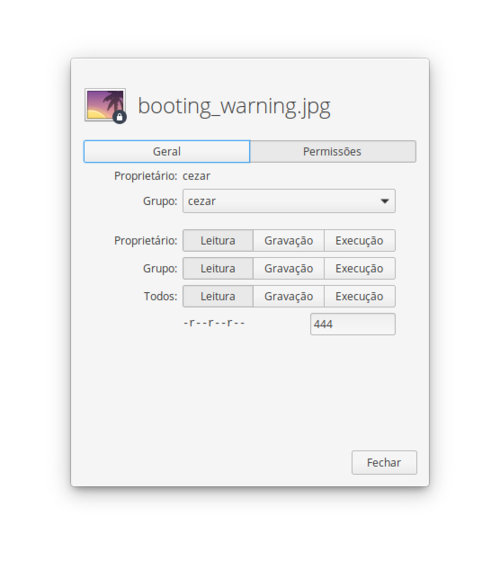 booting_warning.jpg
Geral Permissões
Proprietário: cezar
Grupo: cezar
Proprietário: Leitura Gravação Execução
Grupo: Leitura Gravação Execução
Todos: Leitura Gravação Execução
-r--r--r-- 444
Fechar